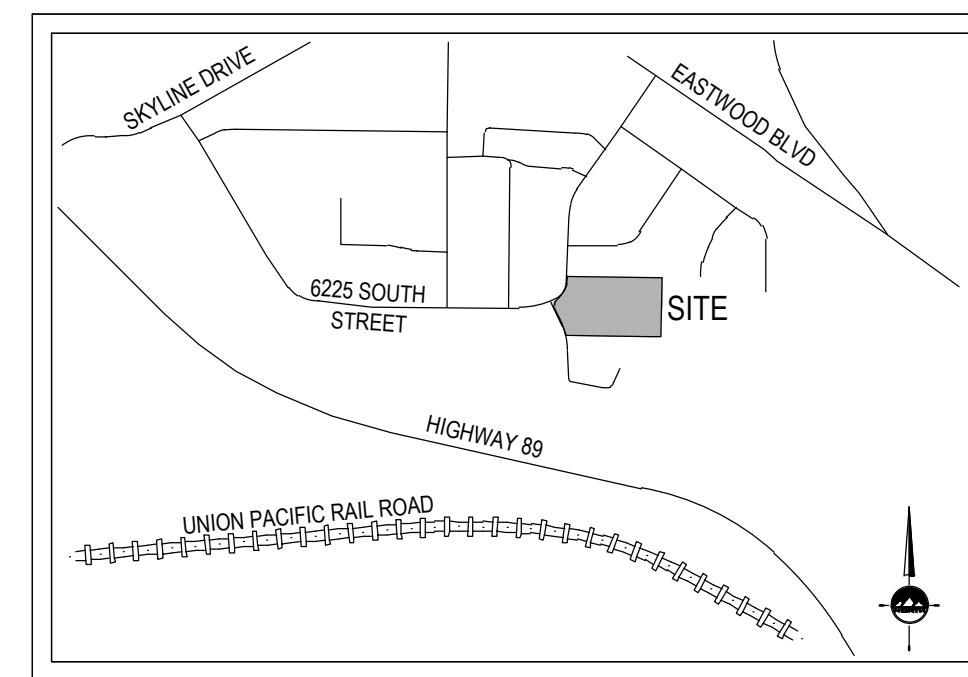 SKYLINE DRIVE
EASTWOOD BLVD
6225 SOUTH
STREET
SITE
HIGHWAY 89
UNION PACIFIC RAIL ROAD